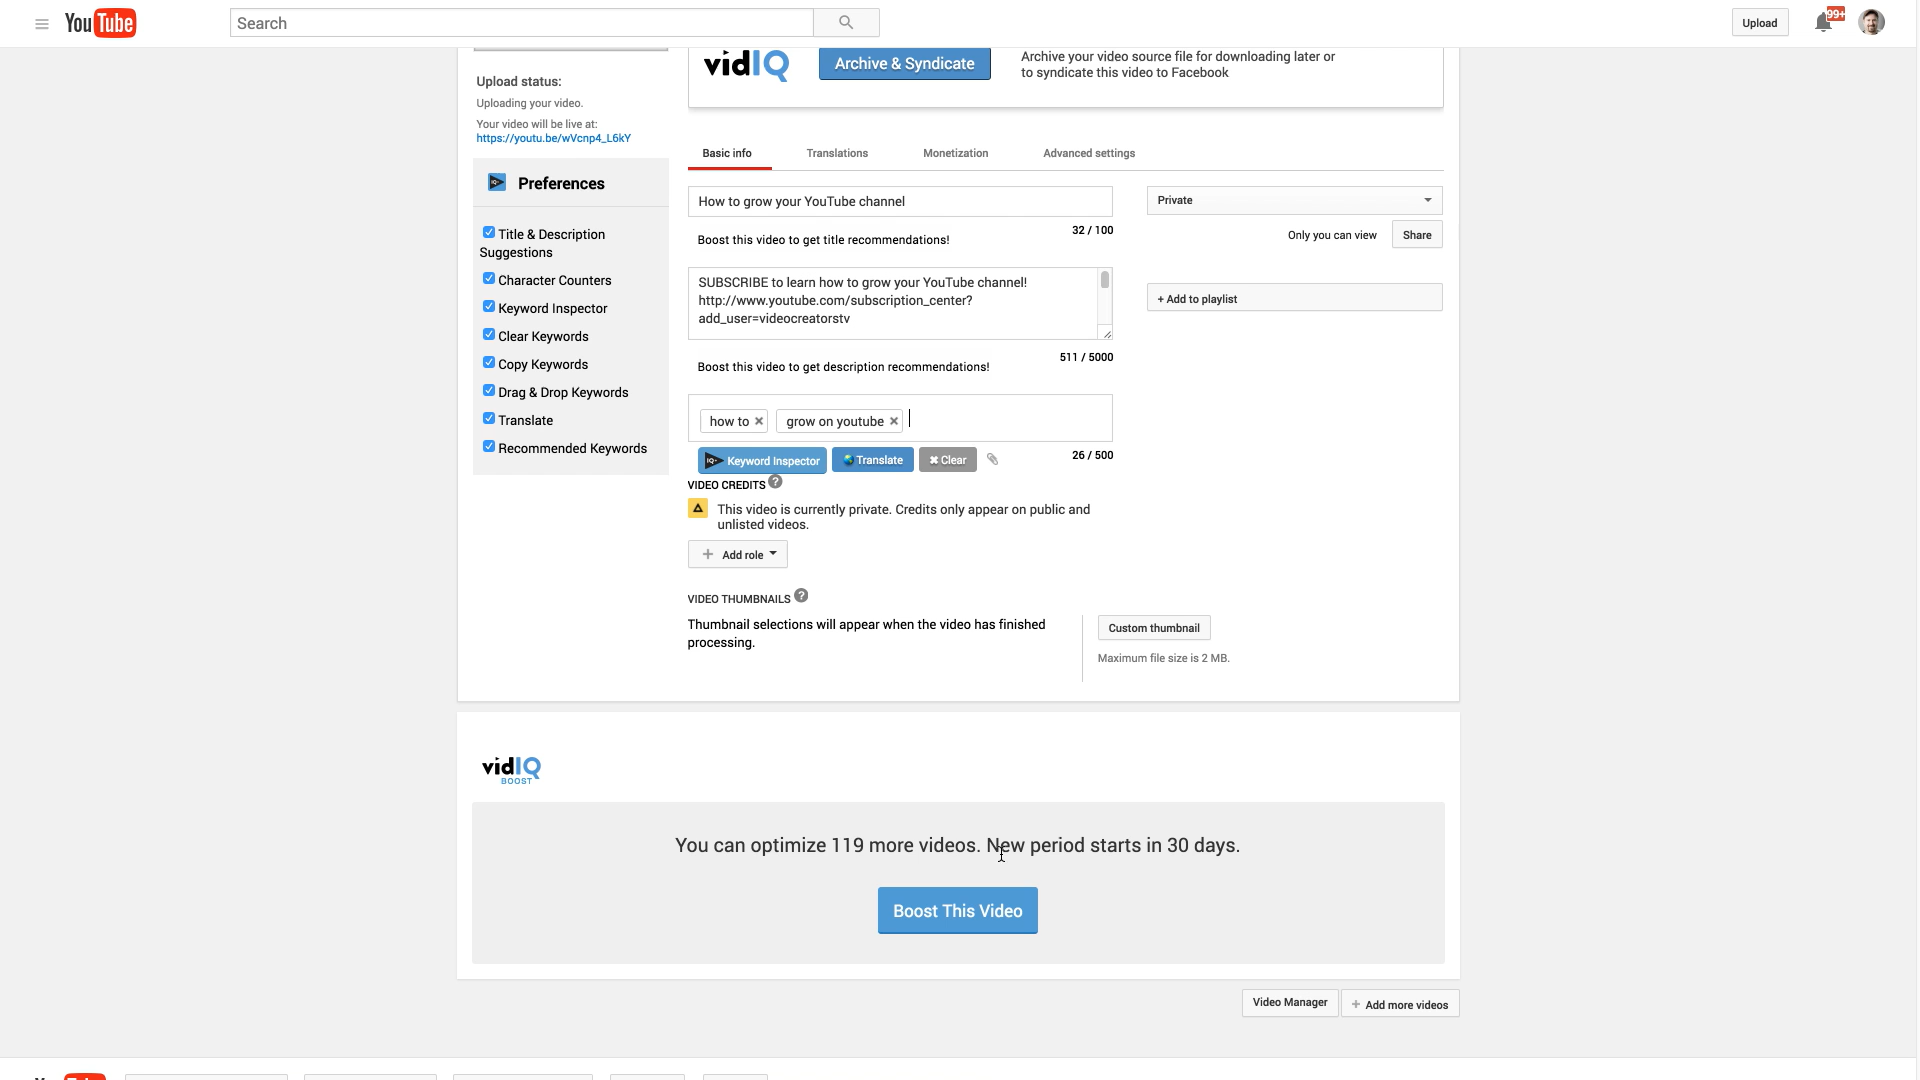 YouTube
Search
Upload
99+
Upload status:
Uploading your video.
Your video will be live at:
https://youtu.be/wVcnp4_L6kY
Preferences
Title & Description
Suggestions
Character Counters
Keyword Inspector
Clear Keywords
Copy Keywords
Drag & Drop Keywords
Translate
Recommended Keywords
vidIQ
Archive & Syndicate
Archive your video source file for downloading later or
to syndicate this video to Facebook
Basic info
Translations
Monetization
Advanced settings
How to grow your YouTube channel
32 / 100
Boost this video to get title recommendations!
SUBSCRIBE to learn how to grow your YouTube channel!
http://www.youtube.com/subscription_center?
add_user=videocreatorstv
511 / 5000
Boost this video to get description recommendations!
how to × grow on youtube ×
Keyword Inspector
Translate
✖ Clear
26 / 500
VIDEO CREDITS ?
This video is currently private. Credits only appear on public and
unlisted videos.
+ Add role
VIDEO THUMBNAILS ?
Thumbnail selections will appear when the video has finished
processing.
Custom thumbnail
Maximum file size is 2 MB.
Private
Only you can view
Share
+ Add to playlist
vidIQ
BOOST
You can optimize 119 more videos. New period starts in 30 days.
Boost This Video
Video Manager
+ Add more videos